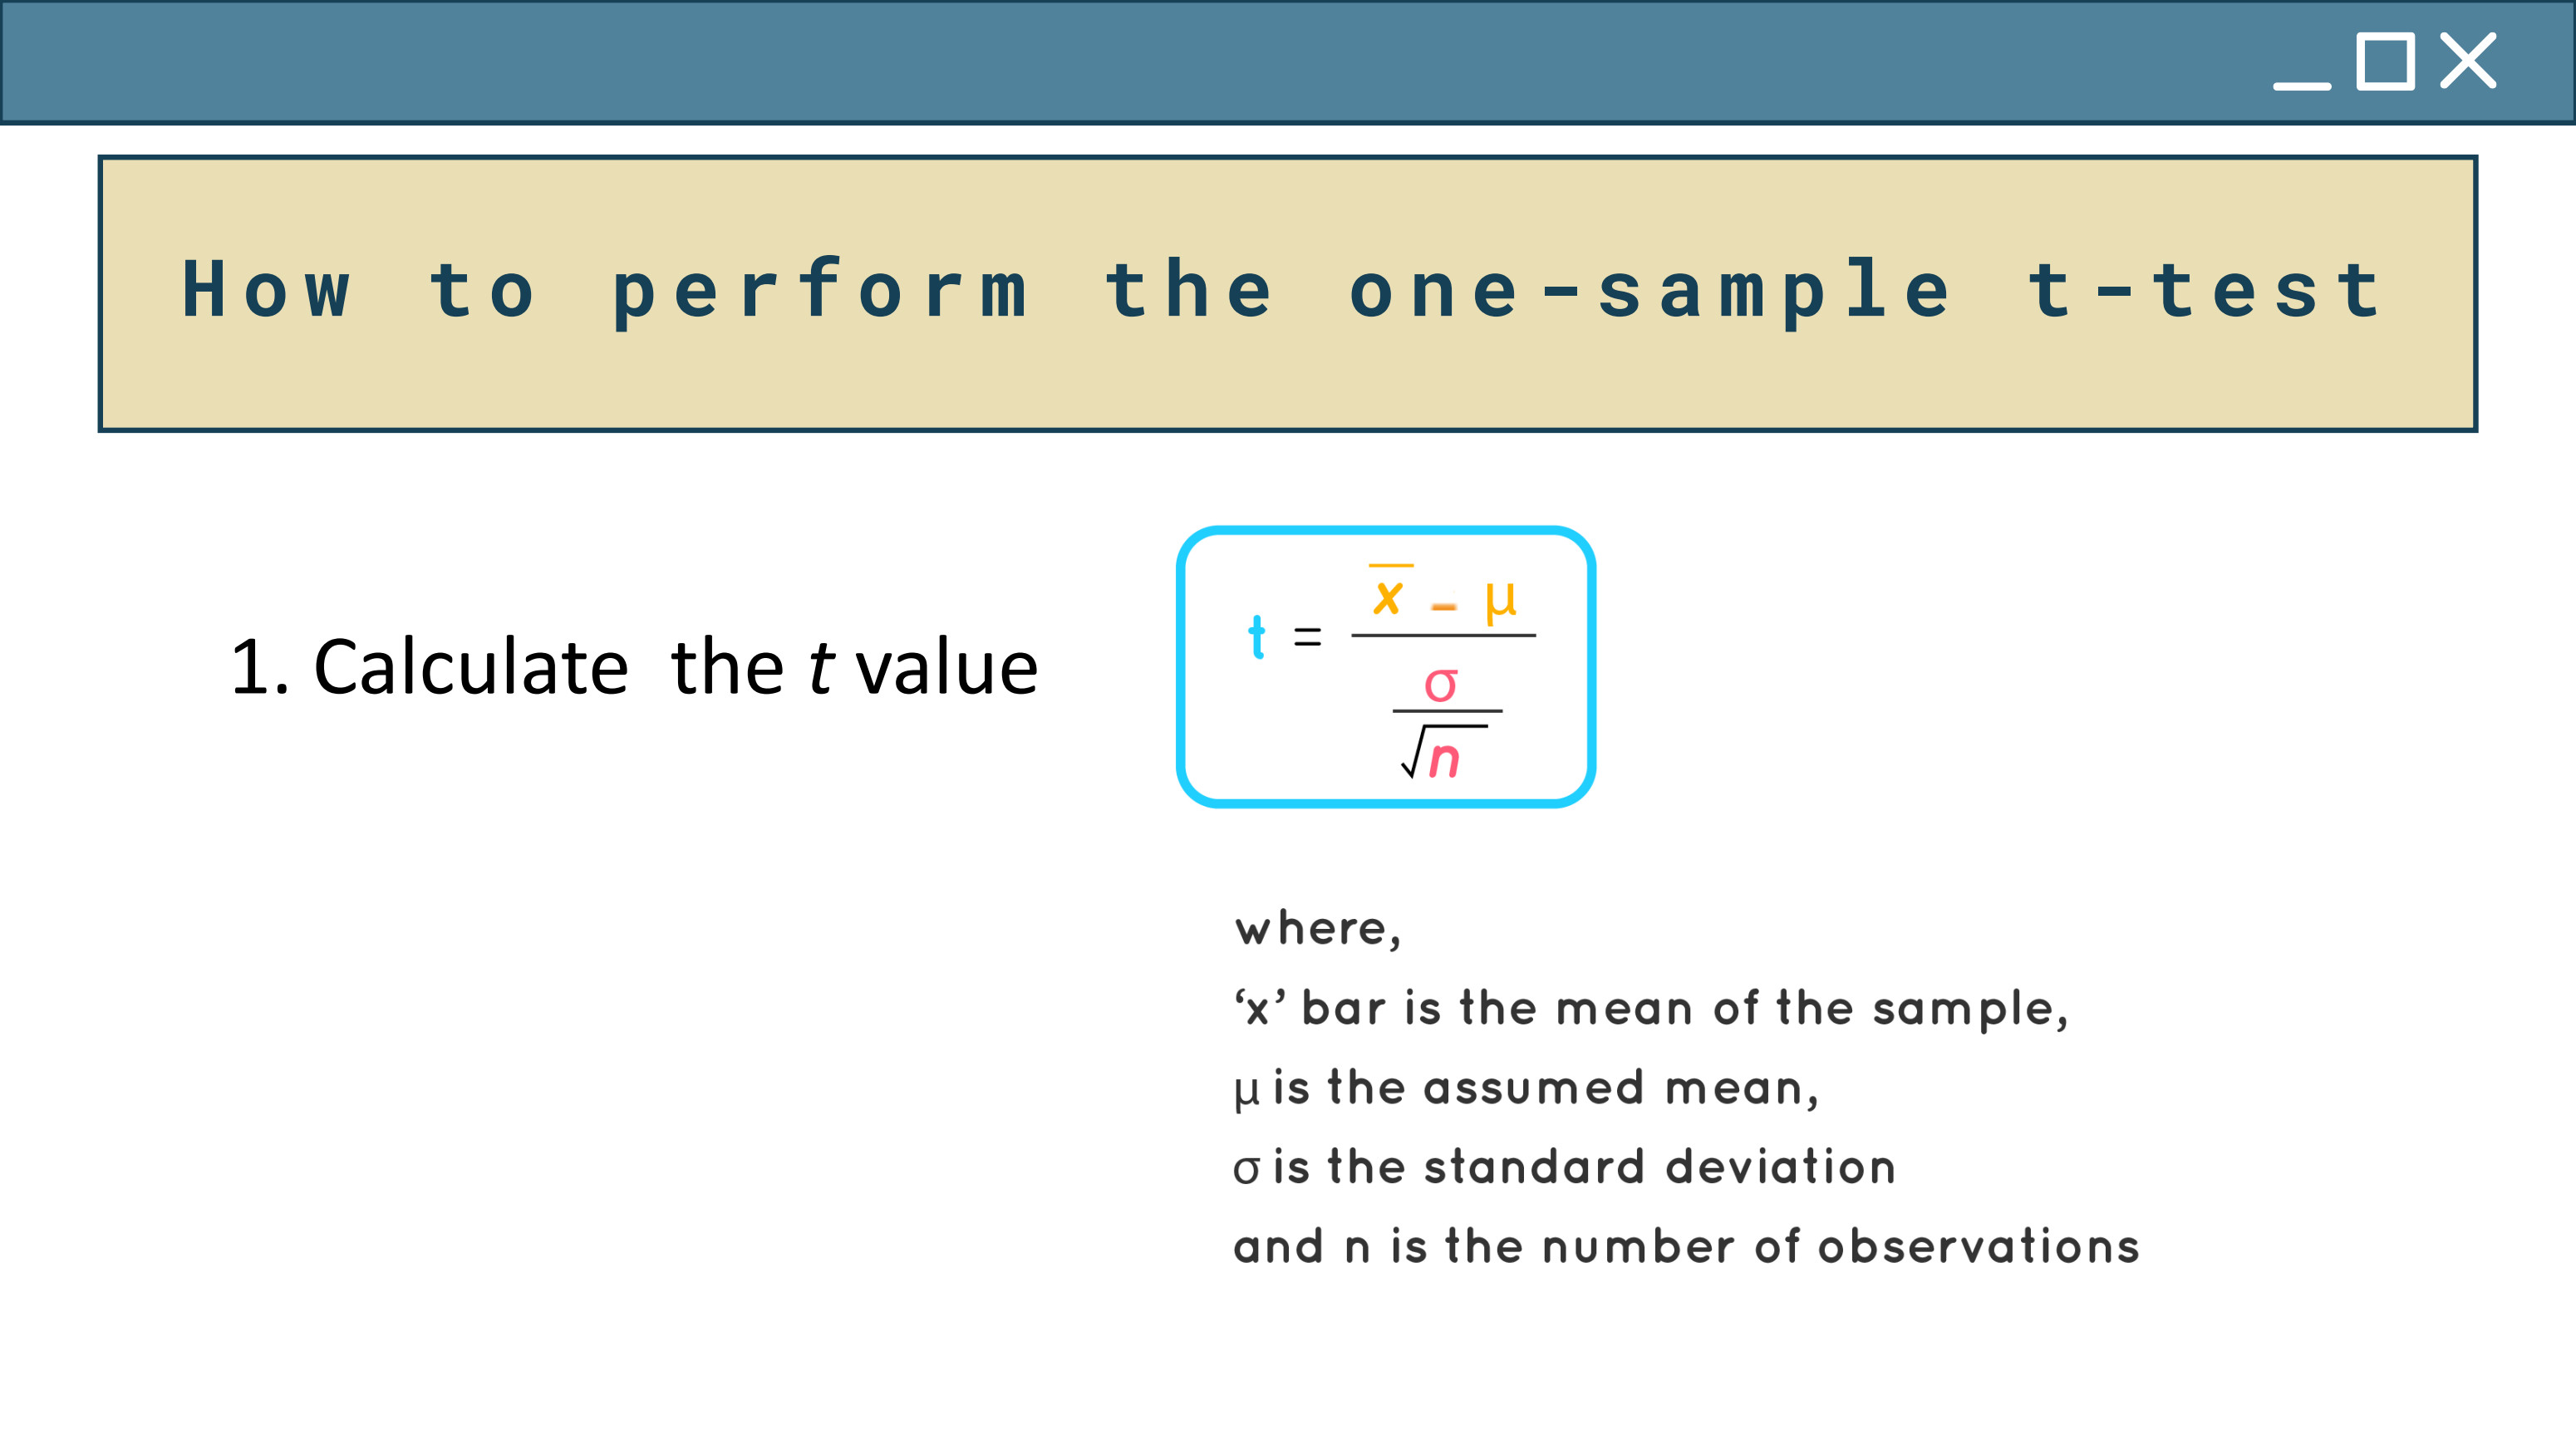 How to perform the one-sample t-test
1. Calculate the t value
t = x̅ - μ
σ
√n
where,
‘x’ bar is the mean of the sample,
μ is the assumed mean,
σ is the standard deviation
and n is the number of observations